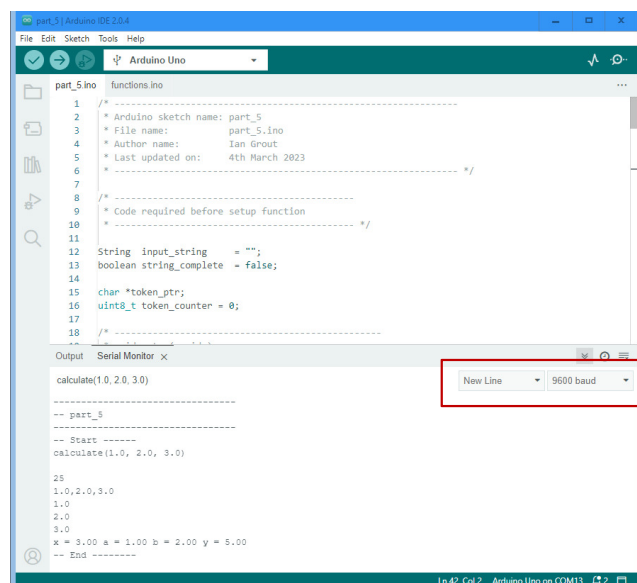 part_5 | Arduino IDE 2.0.4
File Edit Sketch Tools Help
Arduino Uno
part_5.ino functions.ino
1 /* ----------------------------------------------------------------
2 * Arduino sketch name: part_5
3 * File name: part_5.ino
4 * Author name: Ian Grout
5 * Last updated on: 4th March 2023
6 * ---------------------------------------------------------------- */
7
8 /* ---------------------------------------------
9 * Code required before setup function
10 * --------------------------------------------- */
11
12 String input_string = "";
13 boolean string_complete = false;
14
15 char *token_ptr;
16 uint8_t token_counter = 0;
17
18 /* --------------------------------------------------
Output Serial Monitor ×
calculate(1.0, 2.0, 3.0)
New Line 9600 baud
-------------------------------
-- part_5
-------------------------------
-- Start ------
calculate(1.0, 2.0, 3.0)
25
1.0,2.0,3.0
1.0
2.0
3.0
x = 3.00 a = 1.00 b = 2.00 y = 5.00
-- End --------
Ln 42, Col 2 Arduino Uno on COM13 2